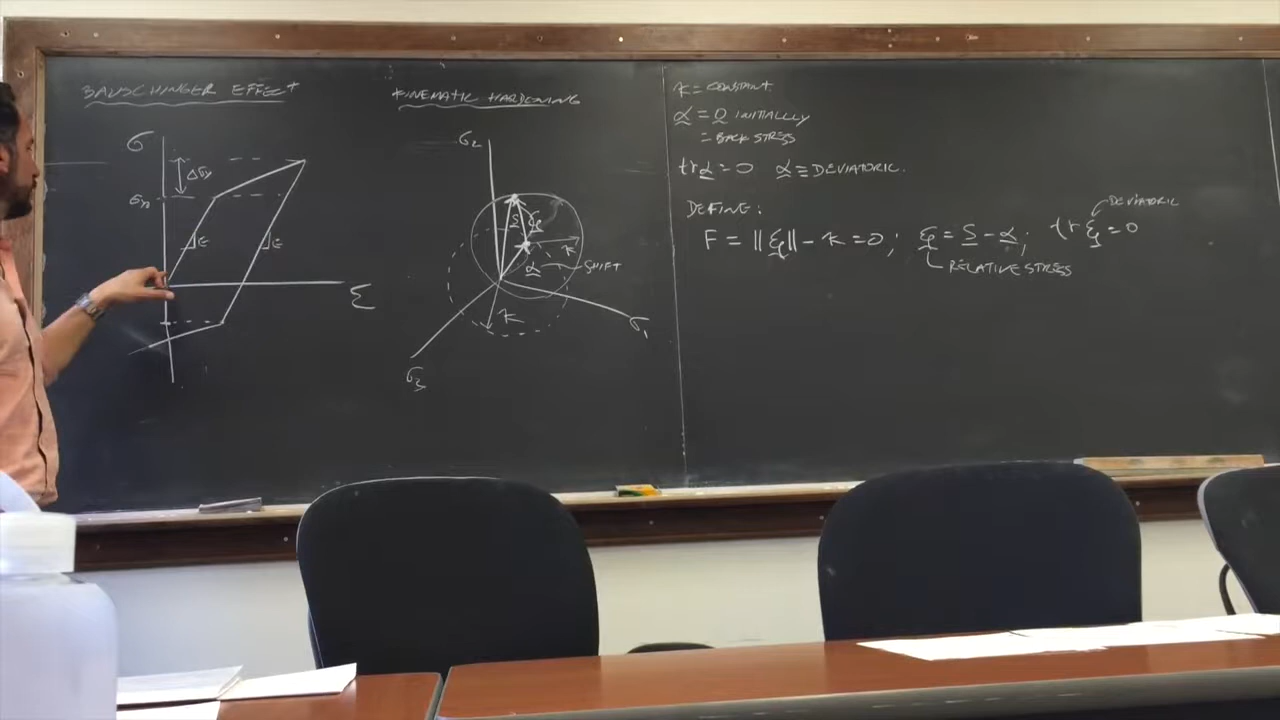 BAUSCHINGER EFFECT
σ
Δσy
σy₀
E
E
ε
KINEMATIC HARDENING
σ₂
S
ξ
K
α
SHIFT
K
σ₁
σ₃
K = CONSTANT
α = 0 INITIALLY
= BACK STRESS
tr α = 0 α ≡ DEVIATORIC.
DEFINE:
DEVIATORIC
F = ||ξ|| - K = 0; ξ = S - α; tr ξ = 0
RELATIVE STRESS